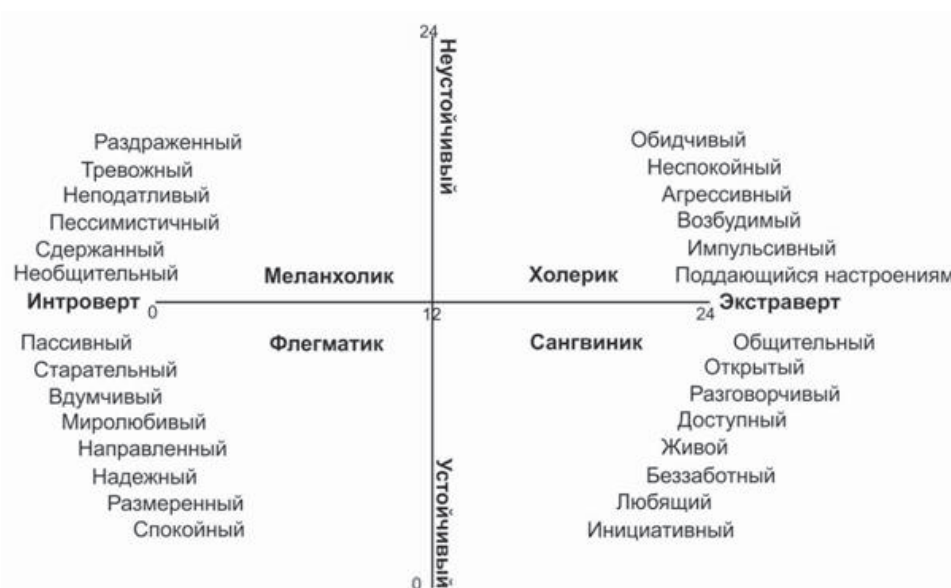 24
Неустойчивый
Раздраженный
Тревожный
Неподатливый
Пессимистичный
Сдержанный
Необщительный
Обидчивый
Неспокойный
Агрессивный
Возбудимый
Импульсивный
Поддающийся настроениям
Меланхолик
Холерик
Интроверт
0
12
24
Экстраверт
Флегматик
Сангвиник
Пассивный
Старательный
Вдумчивый
Миролюбивый
Направленный
Надежный
Размеренный
Спокойный
Общительный
Открытый
Разговорчивый
Доступный
Живой
Беззаботный
Любящий
Инициативный
Устойчивый
0